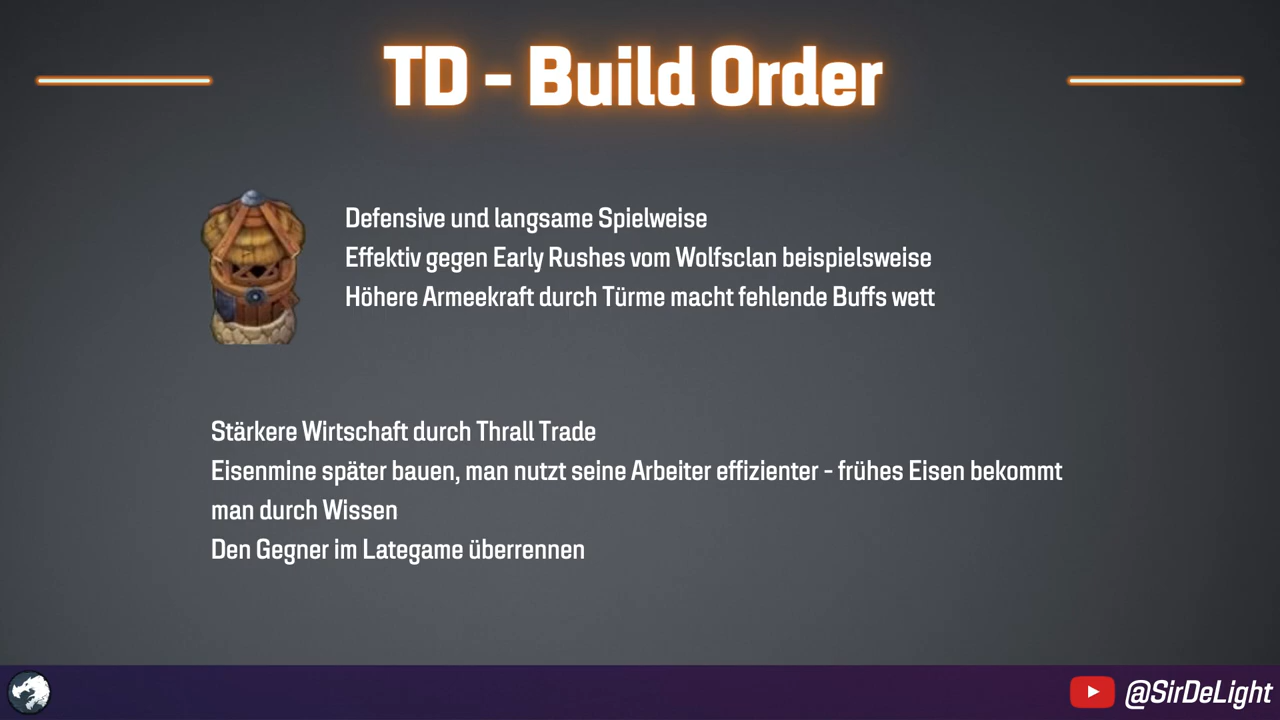 TD - Build Order
Defensive und langsame Spielweise
Effektiv gegen Early Rushes vom Wolfsclan beispielsweise
Höhere Armeekraft durch Türme macht fehlende Buffs wett
Stärkere Wirtschaft durch Thrall Trade
Eisenmine später bauen, man nutzt seine Arbeiter effizienter - frühes Eisen bekommt
man durch Wissen
Den Gegner im Lategame überrennen
@SirDeLight